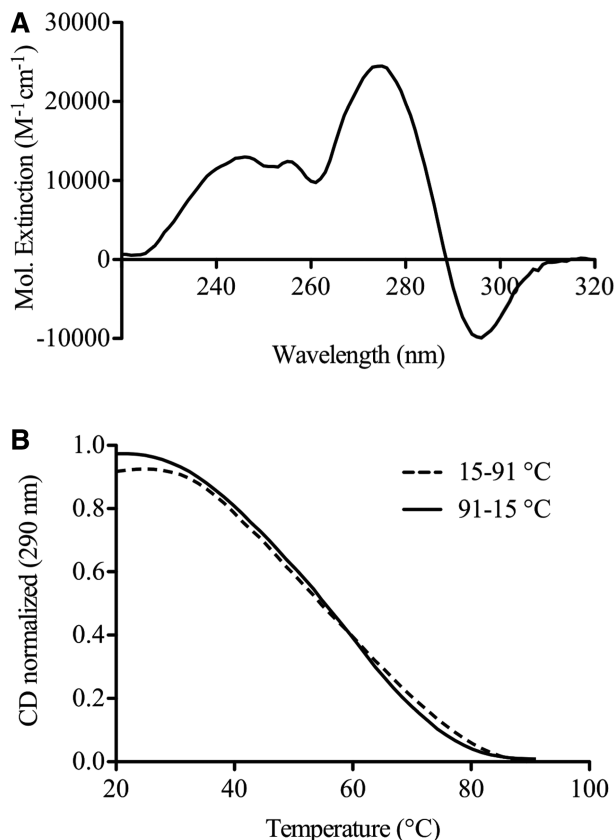 A
30000
20000
10000
0
-10000
Mol. Extinction (M⁻¹cm⁻¹)
240 260 280 300 320
Wavelength (nm)
B
1.0
0.8
0.6
0.4
0.2
0.0
CD normalized (290 nm)
15-91 °C
91-15 °C
20 40 60 80 100
Temperature (°C)